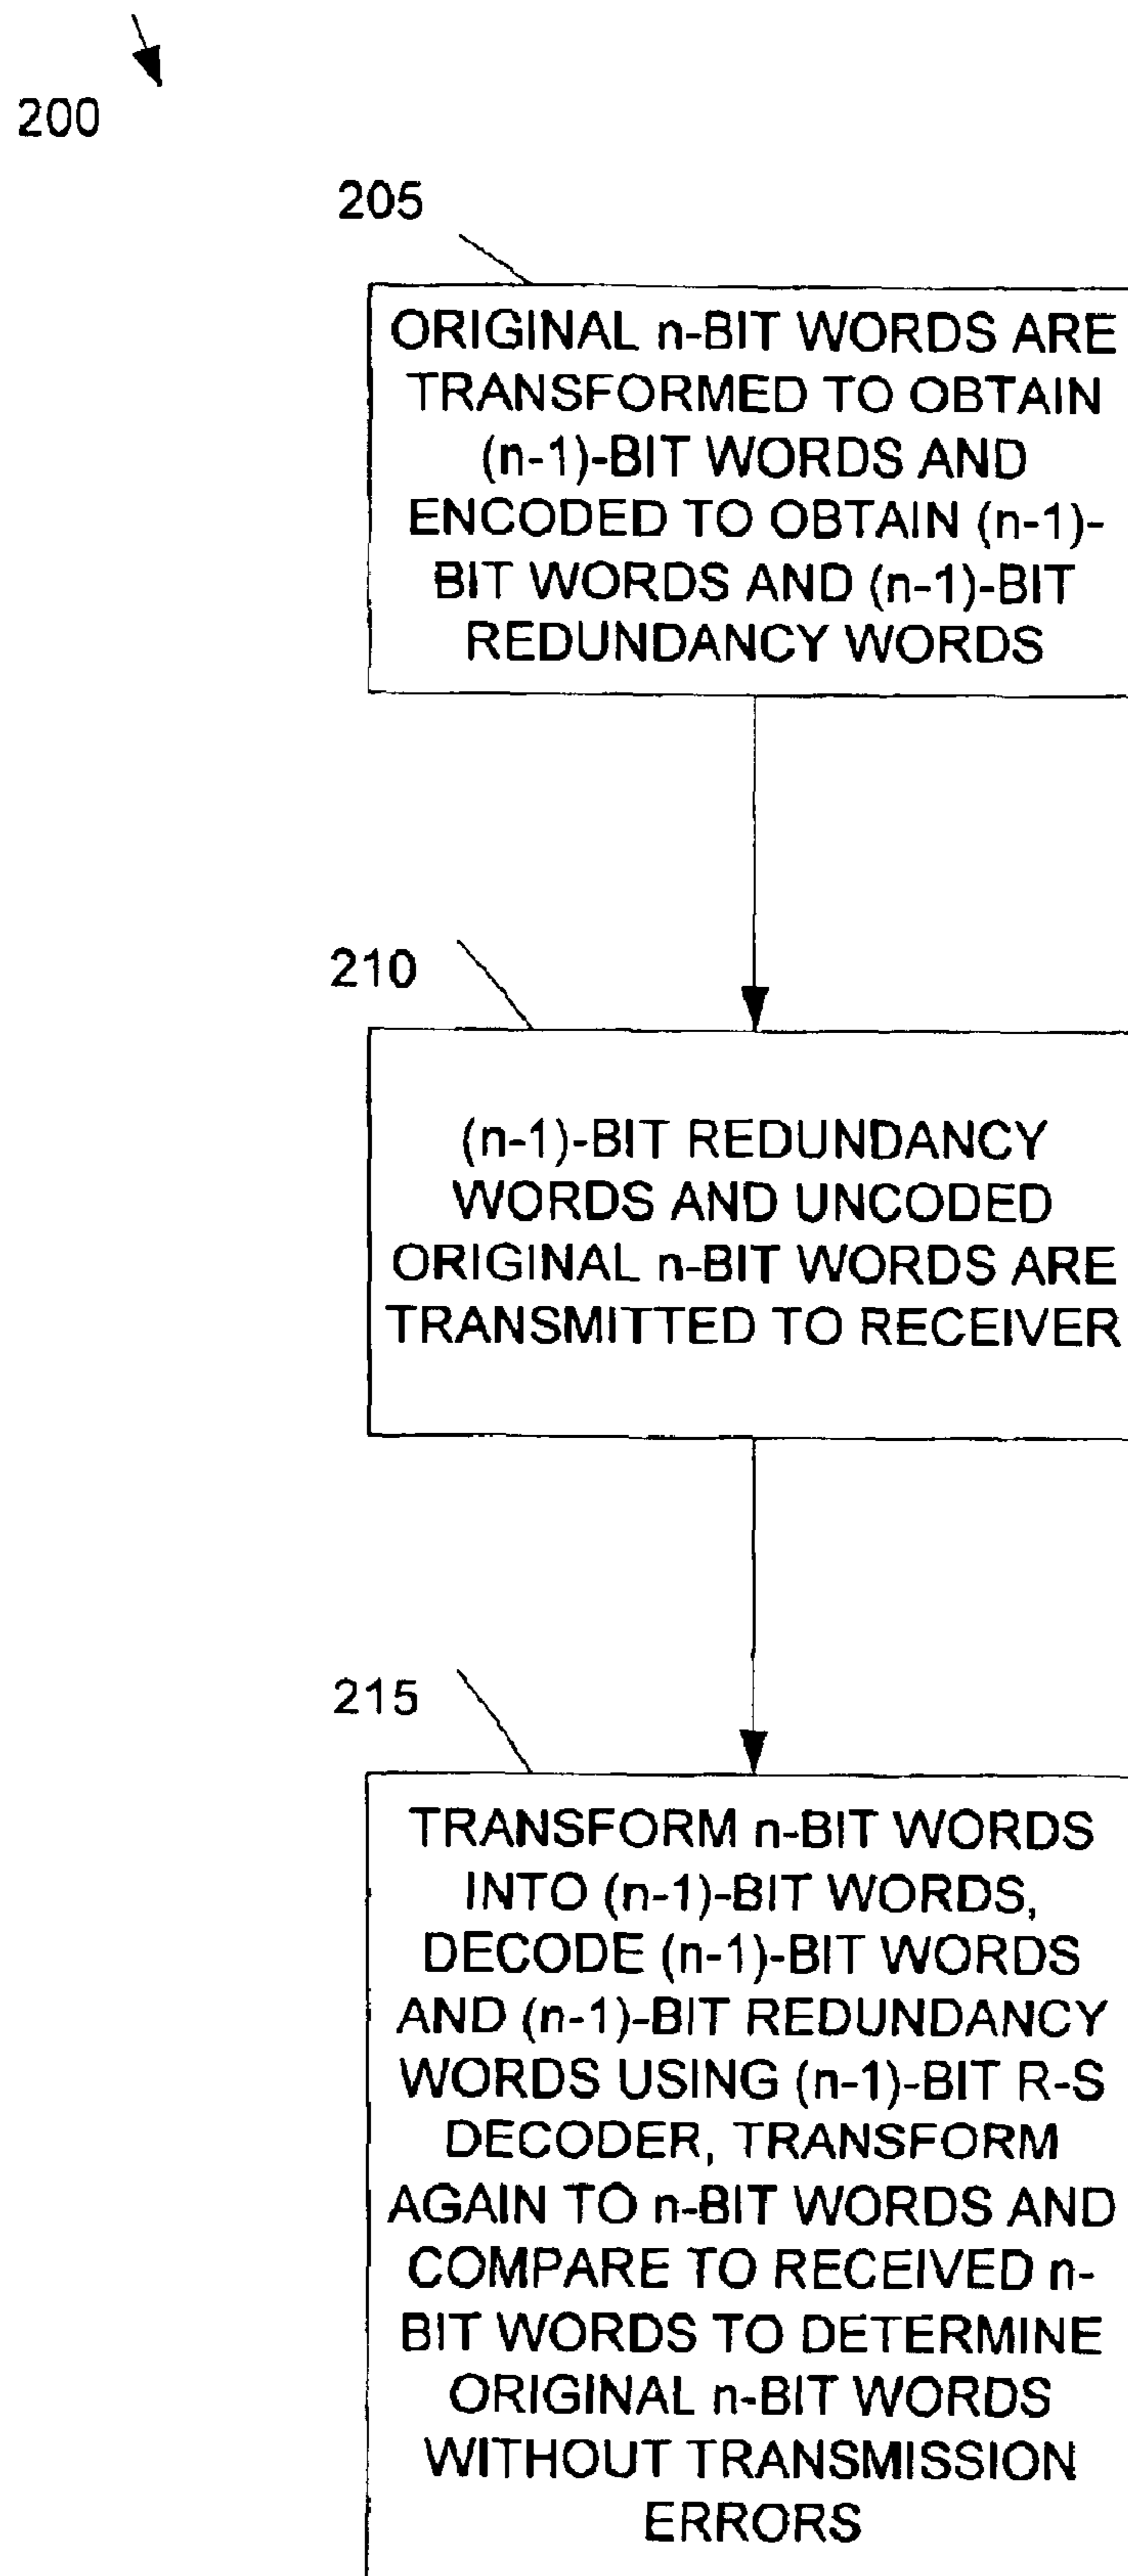 200
205
ORIGINAL n-BIT WORDS ARE
TRANSFORMED TO OBTAIN
(n-1)-BIT WORDS AND
ENCODED TO OBTAIN (n-1)-
BIT WORDS AND (n-1)-BIT
REDUNDANCY WORDS
210
(n-1)-BIT REDUNDANCY
WORDS AND UNCODED
ORIGINAL n-BIT WORDS ARE
TRANSMITTED TO RECEIVER
215
TRANSFORM n-BIT WORDS
INTO (n-1)-BIT WORDS,
DECODE (n-1)-BIT WORDS
AND (n-1)-BIT REDUNDANCY
WORDS USING (n-1)-BIT R-S
DECODER, TRANSFORM
AGAIN TO n-BIT WORDS AND
COMPARE TO RECEIVED n-
BIT WORDS TO DETERMINE
ORIGINAL n-BIT WORDS
WITHOUT TRANSMISSION
ERRORS